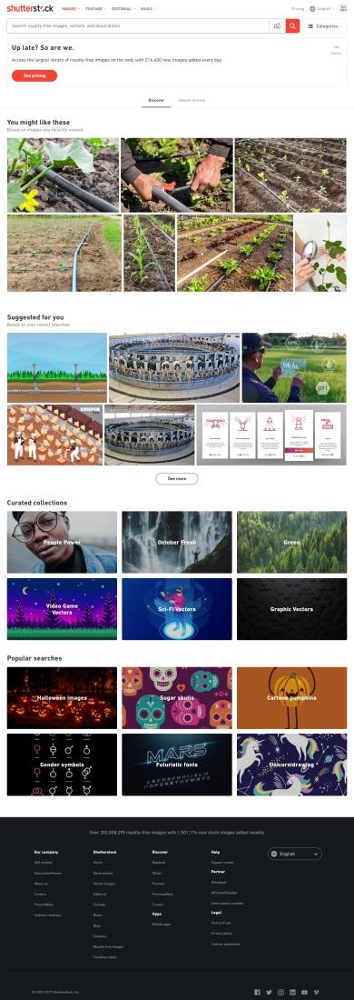 shutterstock IMAGES FOOTAGE EDITORIAL MUSIC Pricing English
Search royalty-free images, vectors, and illustrations Categories
Up late? So are we.
Options
Access the largest library of royalty-free images on the web, with 214,400 new images added every day.
See pricing
Discover Recent Activity
You might like these
Based on images you recently viewed
Suggested for you
Based on your recent searches
NPK
pH
CHICKEN
See more
Curated collections
People Power October Fresh Green
Video Game
Vectors
Sci-Fi Vectors Graphic Vectors
Popular searches
Halloween images Sugar skulls Cartoon pumpkins
Gender symbols Futuristic fonts Unicorn drawing
MARS
Over 302,058,295 royalty-free images with 1,501,176 new stock images added weekly.
Our company Shutterstock Discover Help English
Sell content Home Bigstock Support center
Subscribe/Renew Stock photos Offset Partner
About us Vector images Premier Developer
Careers Editorial PremiumBeat Affiliate/Reseller
Press/Media Footage Custom International reseller
Investor relations Music Apps Legal
Blog Mobile apps Terms of use
Coupons Privacy policy
Royalty free images License agreement
Trending topics
© 2003-2019 Shutterstock, Inc.